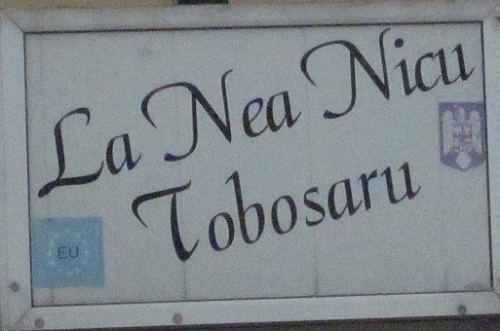 La Nea Nicu
Tobosaru
EU